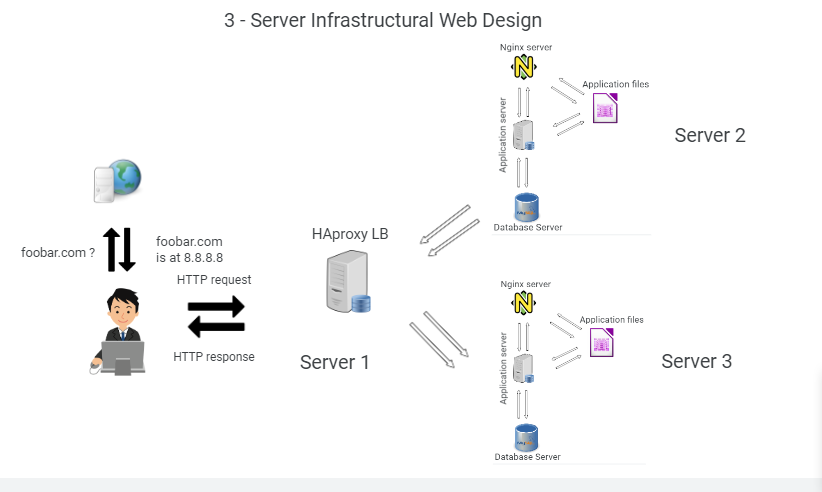 3 - Server Infrastructural Web Design
Nginx server
Application files
Application server
Server 2
Database Server
foobar.com ?
foobar.com
is at 8.8.8.8
HTTP request
HTTP response
HAproxy LB
Server 1
Nginx server
Application files
Application server
Server 3
Database Server